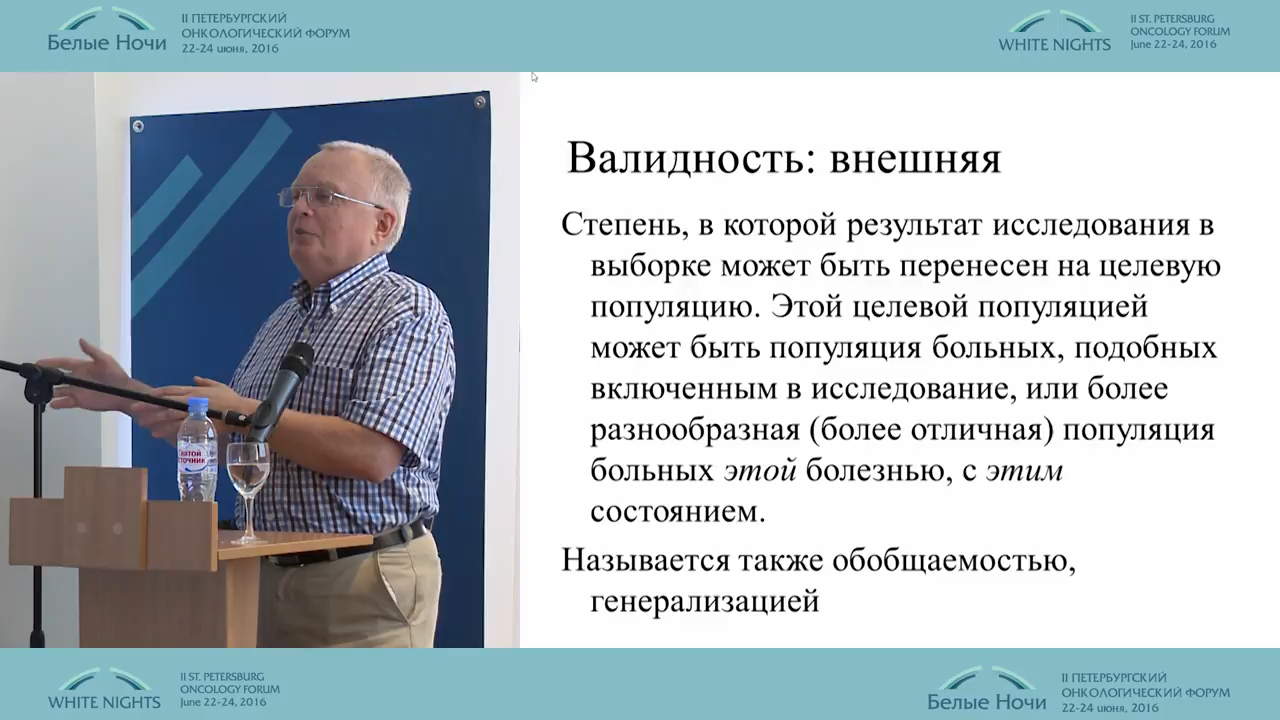 Белые Ночи
II ПЕТЕРБУРГСКИЙ
ОНКОЛОГИЧЕСКИЙ ФОРУМ
22-24 июня, 2016
WHITE NIGHTS
II ST. PETERSBURG
ONCOLOGY FORUM
June 22-24, 2016
Валидность: внешняя
Степень, в которой результат исследования в
выборке может быть перенесен на целевую
популяцию. Этой целевой популяцией
может быть популяция больных, подобных
включенным в исследование, или более
разнообразная (более отличная) популяция
больных этой болезнью, с этим
состоянием.
Называется также обобщаемостью,
генерализацией
WHITE NIGHTS
II ST. PETERSBURG
ONCOLOGY FORUM
June 22-24, 2016
Белые Ночи
II ПЕТЕРБУРГСКИЙ
ОНКОЛОГИЧЕСКИЙ ФОРУМ
22-24 июня, 2016